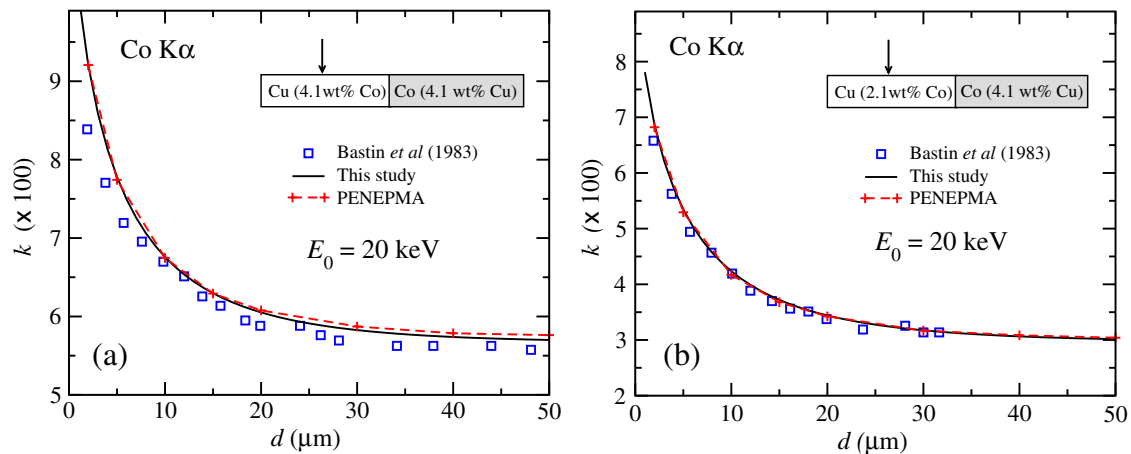 Co Kα
Cu (4.1wt% Co) Co (4.1 wt% Cu)
Bastin et al (1983)
This study
PENEPMA
E0 = 20 keV
(a)
k (x 100)
9
8
7
6
5
0 10 20 30 40 50
d (μm)
Co Kα
Cu (2.1wt% Co) Co (4.1 wt% Cu)
Bastin et al (1983)
This study
PENEPMA
E0 = 20 keV
(b)
k (x 100)
8
7
6
5
4
3
2
0 10 20 30 40 50
d (μm)